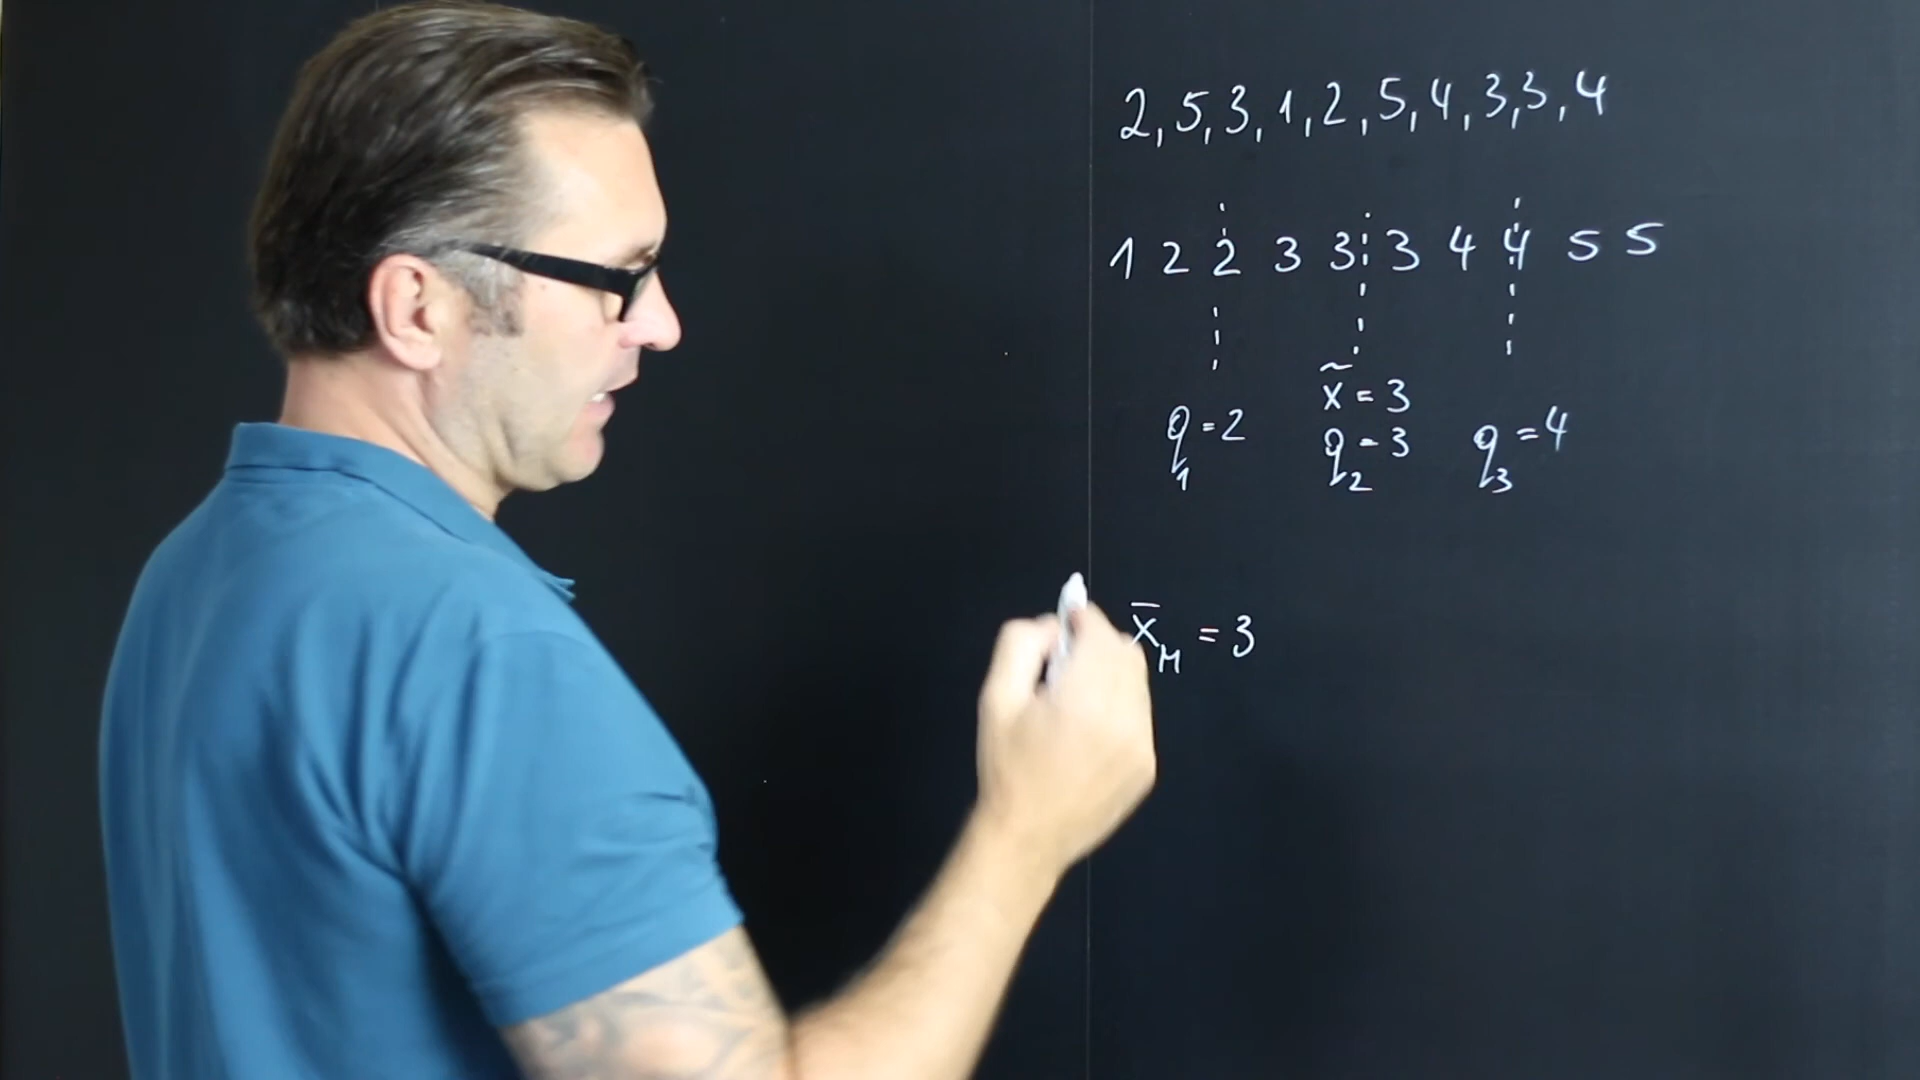 2, 5, 3, 1, 2, 5, 4, 3, 3, 4
1 2 2 3 3 3 4 4 5 5
x̃ = 3
q₁ = 2 q₂ = 3 q₃ = 4
x̄_M = 3